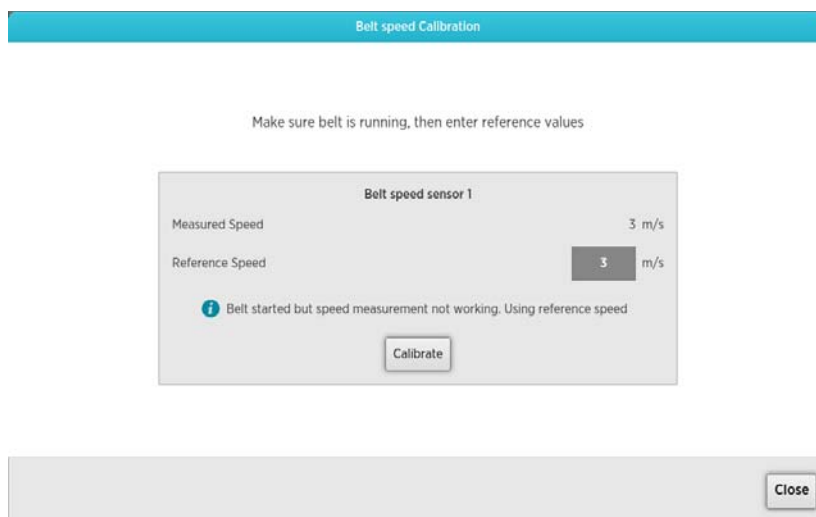 Belt speed Calibration
Make sure belt is running, then enter reference values
Belt speed sensor 1
Measured Speed 3 m/s
Reference Speed 3 m/s
Belt started but speed measurement not working. Using reference speed
Calibrate
Close